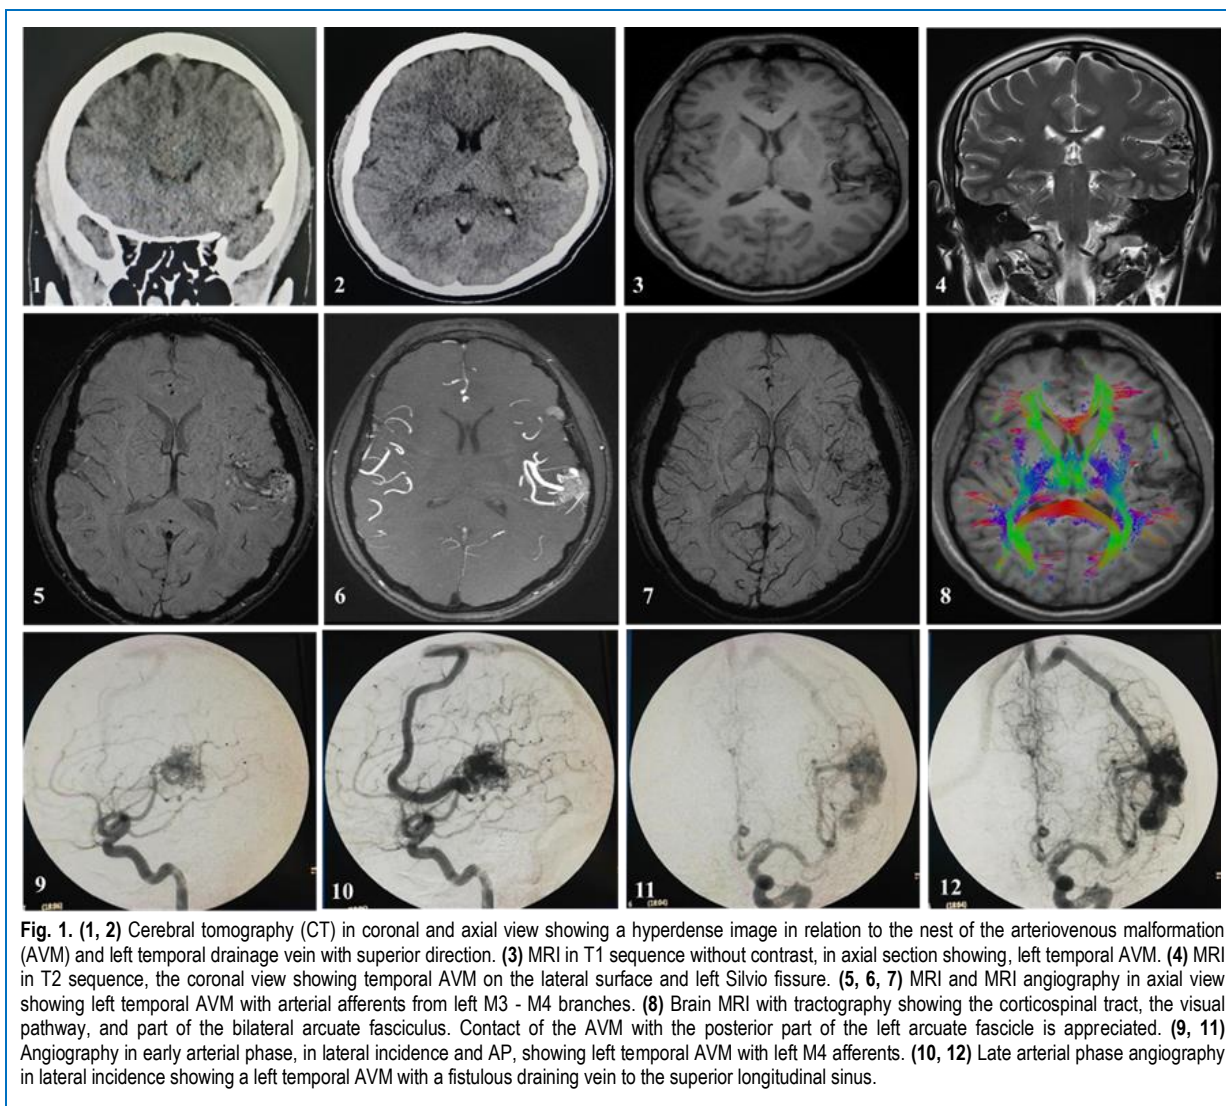 1
2
3
4
5
6
7
8
9
10
11
12
(18:06)
(18:04)
(18:04)
Fig. 1. (1, 2) Cerebral tomography (CT) in coronal and axial view showing a hyperdense image in relation to the nest of the arteriovenous malformation
(AVM) and left temporal drainage vein with superior direction. (3) MRI in T1 sequence without contrast, in axial section showing, left temporal AVM. (4) MRI
in T2 sequence, the coronal view showing temporal AVM on the lateral surface and left Silvio fissure. (5, 6, 7) MRI and MRI angiography in axial view
showing left temporal AVM with arterial afferents from left M3 - M4 branches. (8) Brain MRI with tractography showing the corticospinal tract, the visual
pathway, and part of the bilateral arcuate fasciculus. Contact of the AVM with the posterior part of the left arcuate fascicle is appreciated. (9, 11)
Angiography in early arterial phase, in lateral incidence and AP, showing left temporal AVM with left M4 afferents. (10, 12) Late arterial phase angiography
in lateral incidence showing a left temporal AVM with a fistulous draining vein to the superior longitudinal sinus.